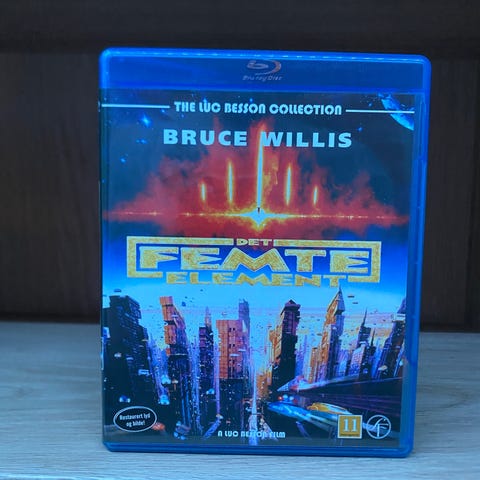 Blu-ray Disc
THE LUC BESSON COLLECTION
BRUCE WILLIS
DET
FEMTE
ELEMENT
Restaurert lyd
og bilde!
A LUC BESSON FILM
11